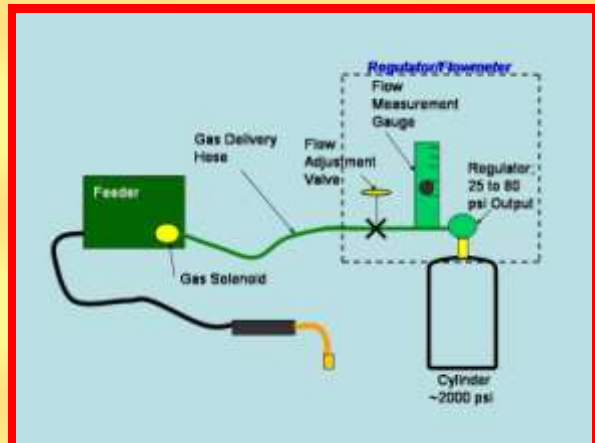 Regulator/Flowmeter
Flow
Measurement
Gauge
Gas Delivery
Hose
Flow
Adjustment
Valve
Regulator;
25 to 80
psi Output
Feeder
Gas Solenoid
Cylinder
~2000 psi